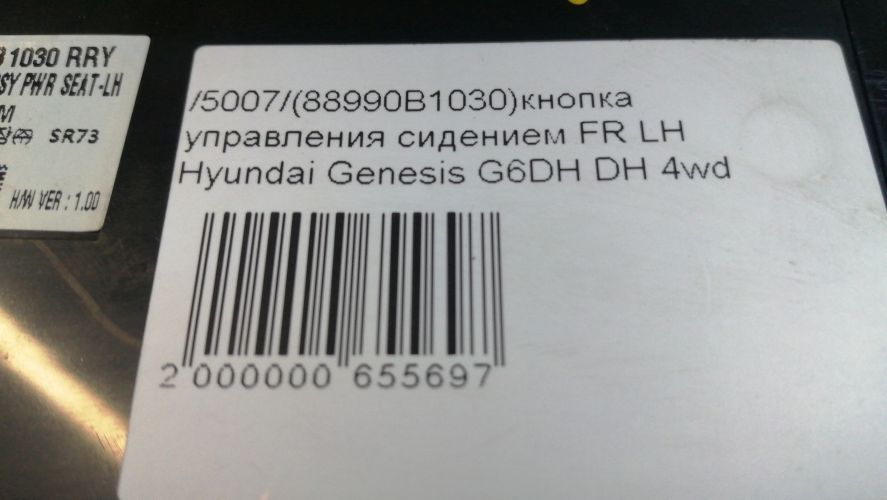 1030 RRY
PWR SEAT-LH
SR73
H/W VER : 1.00
/5007/(88990B1030)кнопка
управления сидением FR LH
Hyundai Genesis G6DH DH 4wd
2 000000 655697